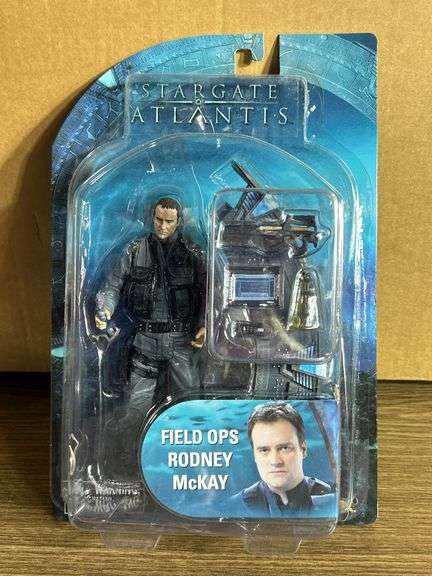 STARGATE
ATLANTIS
FIELD OPS
RODNEY
McKAY